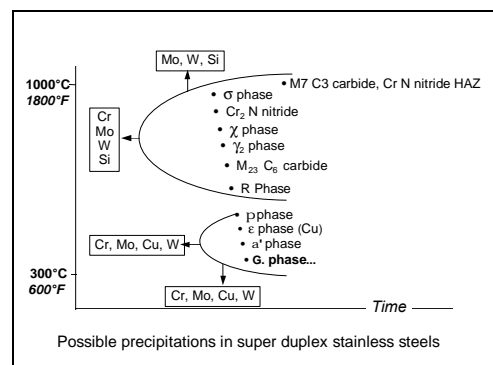 Mo, W, Si
1000°C
1800°F
M7 C3 carbide, Cr N nitride HAZ
σ phase
Cr₂ N nitride
χ phase
γ₂ phase
M₂₃ C₆ carbide
R Phase
Cr
Mo
W
Si
pphase
ε phase (Cu)
a' phase
G. phase...
Cr, Mo, Cu, W
300°C
600°F
Cr, Mo, Cu, W
Time
Possible precipitations in super duplex stainless steels